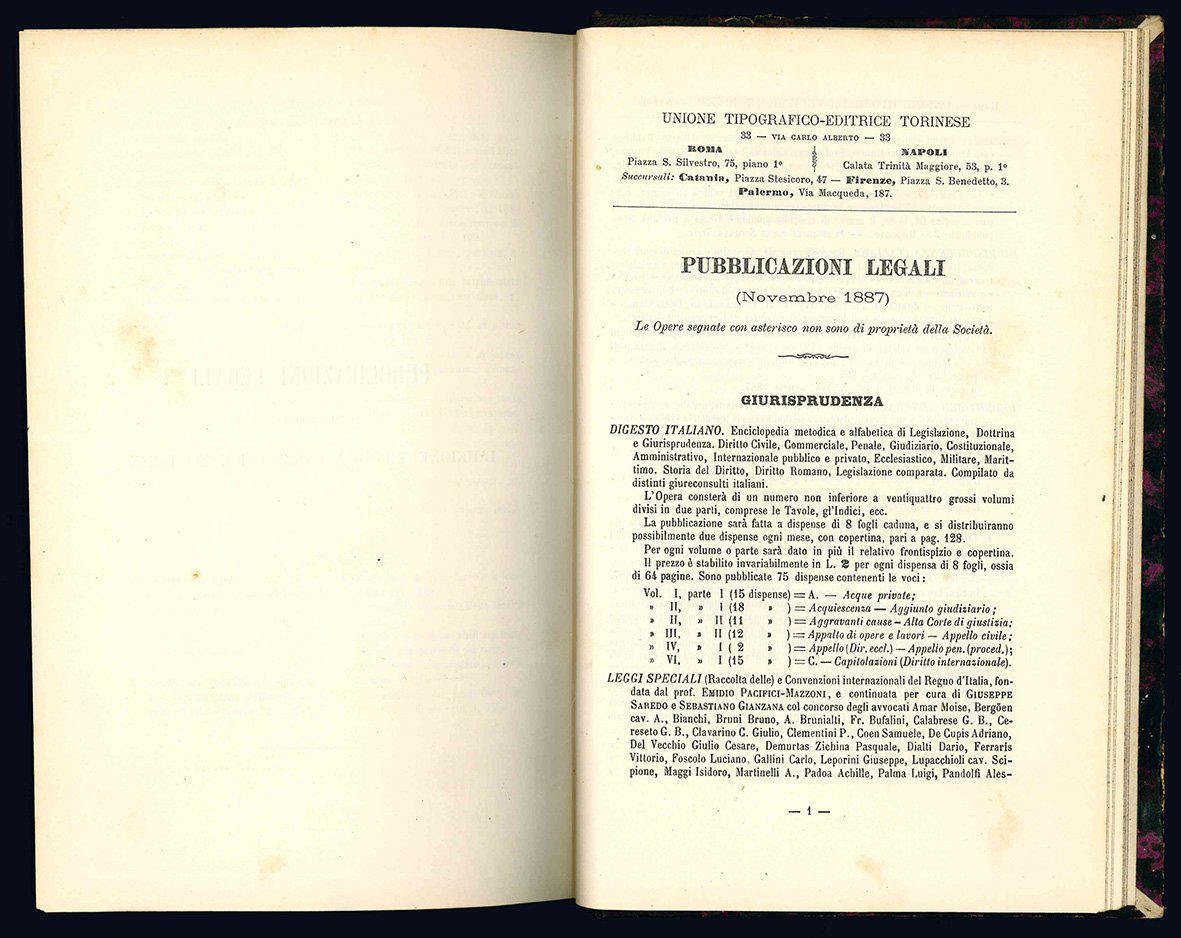 UNIONE TIPOGRAFICO-EDITRICE TORINESE
33 — VIA CARLO ALBERTO — 33
ROMA
Piazza S. Silvestro, 75, piano 1°
NAPOLI
Calata Trinità Maggiore, 53, p. 1°
Succursali: Catania, Piazza Stesicoro, 47 — Firenze, Piazza S. Benedetto, 3.
Palermo, Via Macqueda, 187.
PUBBLICAZIONI LEGALI
(Novembre 1887)
Le Opere segnate con asterisco non sono di proprietà della Società.
GIURISPRUDENZA
DIGESTO ITALIANO. Enciclopedia metodica e alfabetica di Legislazione, Dottrina
e Giurisprudenza. Diritto Civile, Commerciale, Penale, Giudiziario, Costituzionale,
Amministrativo, Internazionale pubblico e privato, Ecclesiastico, Militare, Marit-
timo. Storia del Diritto, Diritto Romano, Legislazione comparata. Compilato da
distinti giureconsulti italiani.
L'Opera consterà di un numero non inferiore a ventiquattro grossi volumi
divisi in due parti, comprese le Tavole, gl'Indici, ecc.
La pubblicazione sarà fatta a dispense di 8 fogli caduna, e si distribuiranno
possibilmente due dispense ogni mese, con copertina, pari a pag. 128.
Per ogni volume o parte sarà dato in più il relativo frontispizio e copertina.
Il prezzo è stabilito invariabilmente in L. 2 per ogni dispensa di 8 fogli, ossia
di 64 pagine. Sono pubblicate 75 dispense contenenti le voci:
Vol. I, parte I (15 dispense) = A. — Acque private;
» II, » I (18 » ) = Acquiescenza — Aggiunto giudiziario;
» II, » II (11 » ) = Aggravanti cause - Alta Corte di giustizia;
» III, » II (12 » ) = Appalto di opere e lavori — Appello civile;
» IV, » I ( 2 » ) = Appello (Dir. eccl.) — Appello pen. (proced.);
» VI, » I (15 » ) = C. — Capitolazioni (Diritto internazionale).
LEGGI SPECIALI (Raccolta delle) e Convenzioni internazionali del Regno d'Italia, fon-
data dal prof. EMIDIO PACIFICI-MAZZONI, e continuata per cura di GIUSEPPE
SAREDO e SEBASTIANO GIANZANA col concorso degli avvocati Amar Moise, Bergöen
cav. A., Bianchi, Bruni Bruno, A. Brunialti, Fr. Bufalini, Calabrese G. B., Ce-
reseto G. B., Clavarino C. Giulio, Clementini P., Coen Samuele, De Cupis Adriano,
Del Vecchio Giulio Cesare, Demurtas Zichina Pasquale, Dialti Dario, Ferraris
Vittorio, Foscolo Luciano, Gallini Carlo, Leporini Giuseppe, Lupacchioli cav. Sci-
pione, Maggi Isidoro, Martinelli A., Padoa Achille, Palma Luigi, Pandolfi Ales-
— 1 —